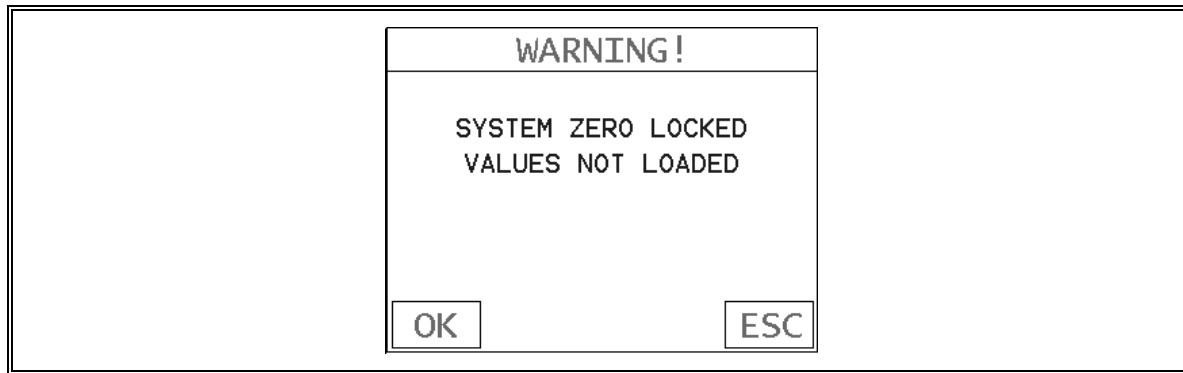 WARNING!
SYSTEM ZERO LOCKED
VALUES NOT LOADED
OK
ESC